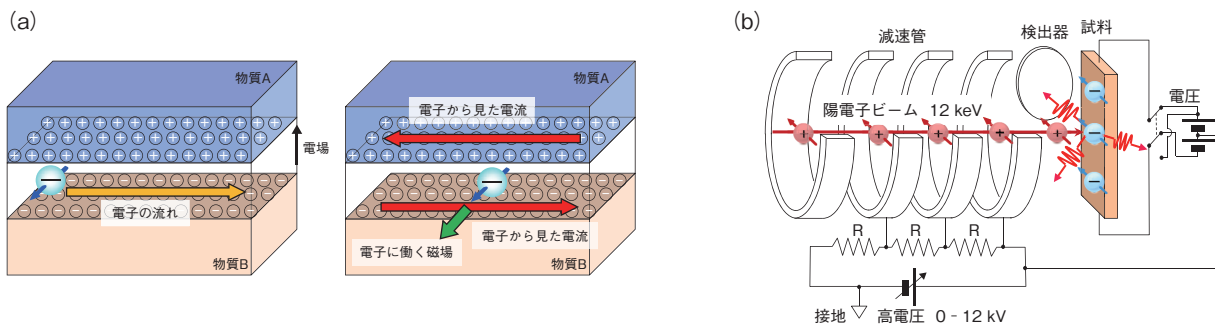 (a)
物質A
電場
電子の流れ
物質B
物質A
電子から見た電流
電子から見た電流
電子に働く磁場
物質B
(b)
減速管
検出器
試料
陽電子ビーム 12 keV
電圧
R
R
R
接地
高電圧 0 - 12 kV